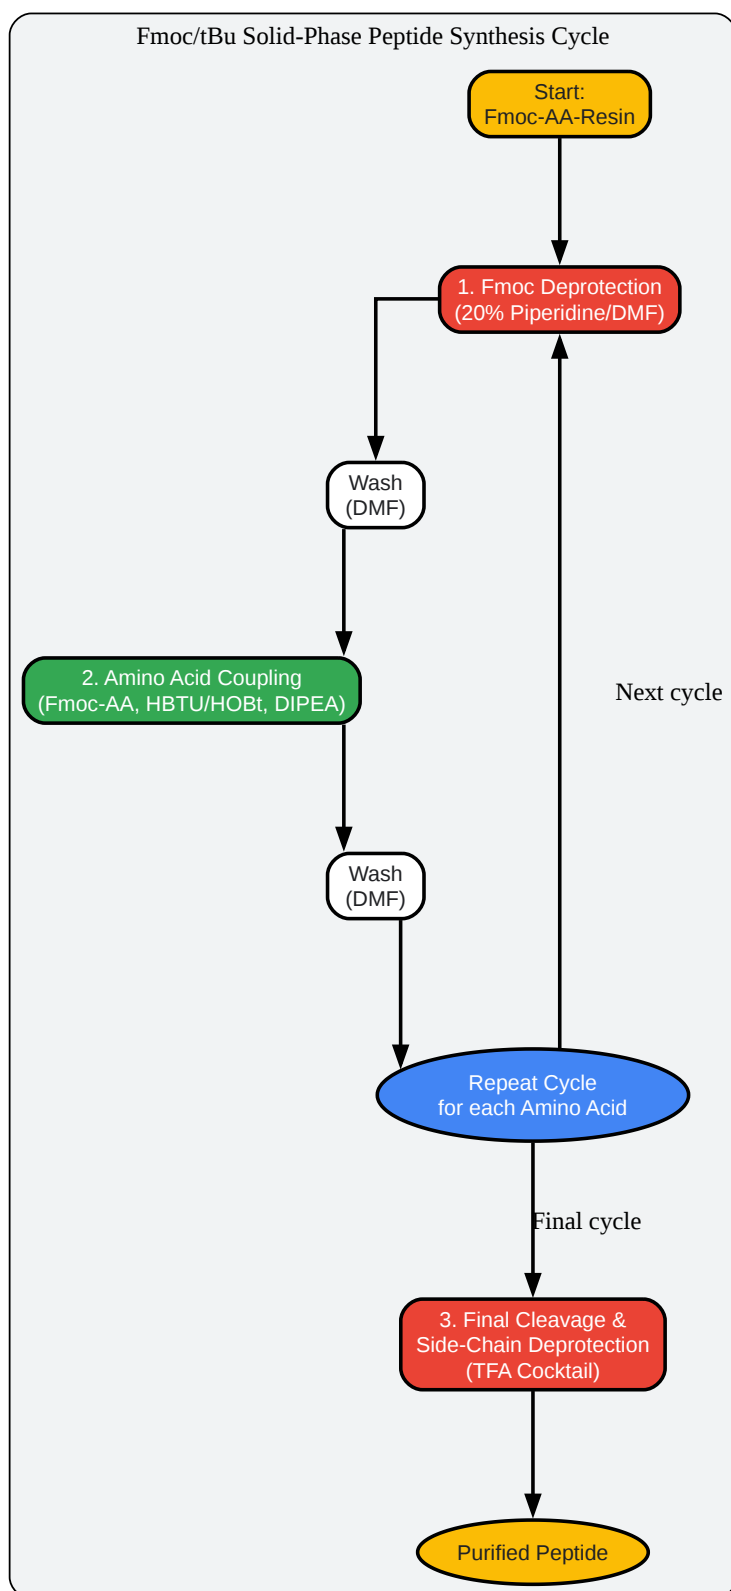 Fmoc/tBu Solid-Phase Peptide Synthesis Cycle
Start:
Fmoc-AA-Resin
1. Fmoc Deprotection
(20% Piperidine/DMF)
Wash
(DMF)
2. Amino Acid Coupling
(Fmoc-AA, HBTU/HOBt, DIPEA)
Next cycle
Wash
(DMF)
Repeat Cycle
for each Amino Acid
Final cycle
3. Final Cleavage &
Side-Chain Deprotection
(TFA Cocktail)
Purified Peptide